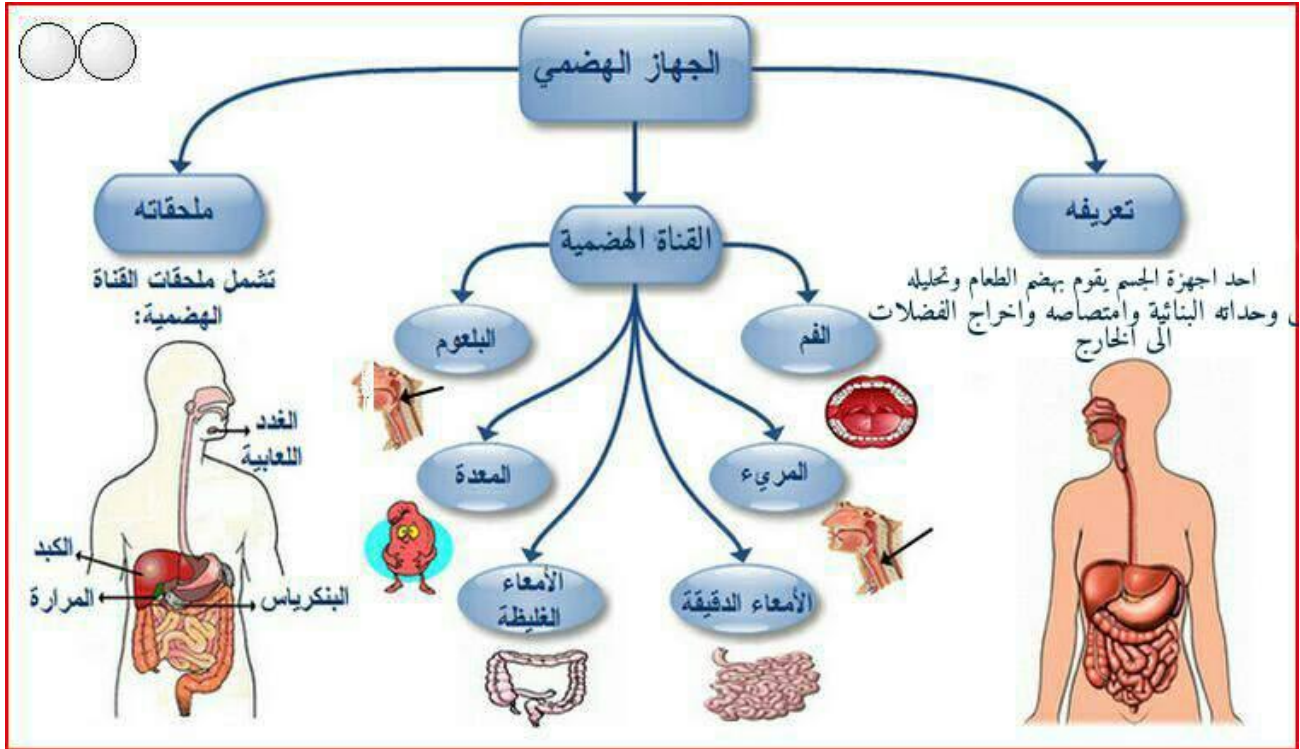 الجهاز الهضمي
تعريفه
احد اجهزة الجسم يقوم بهضم الطعام وتحليله
وحداته البنائية وامتصاصه واخراج الفضلات
الى الخارج
القناة الهضمية
الفم
البلعوم
المريء
المعدة
الأمعاء الدقيقة
الأمعاء
الغليظة
ملحقاته
تشمل ملحقات القناة
الهضمية:
الغدد
اللعابية
الكبد
المرارة
البنكرياس